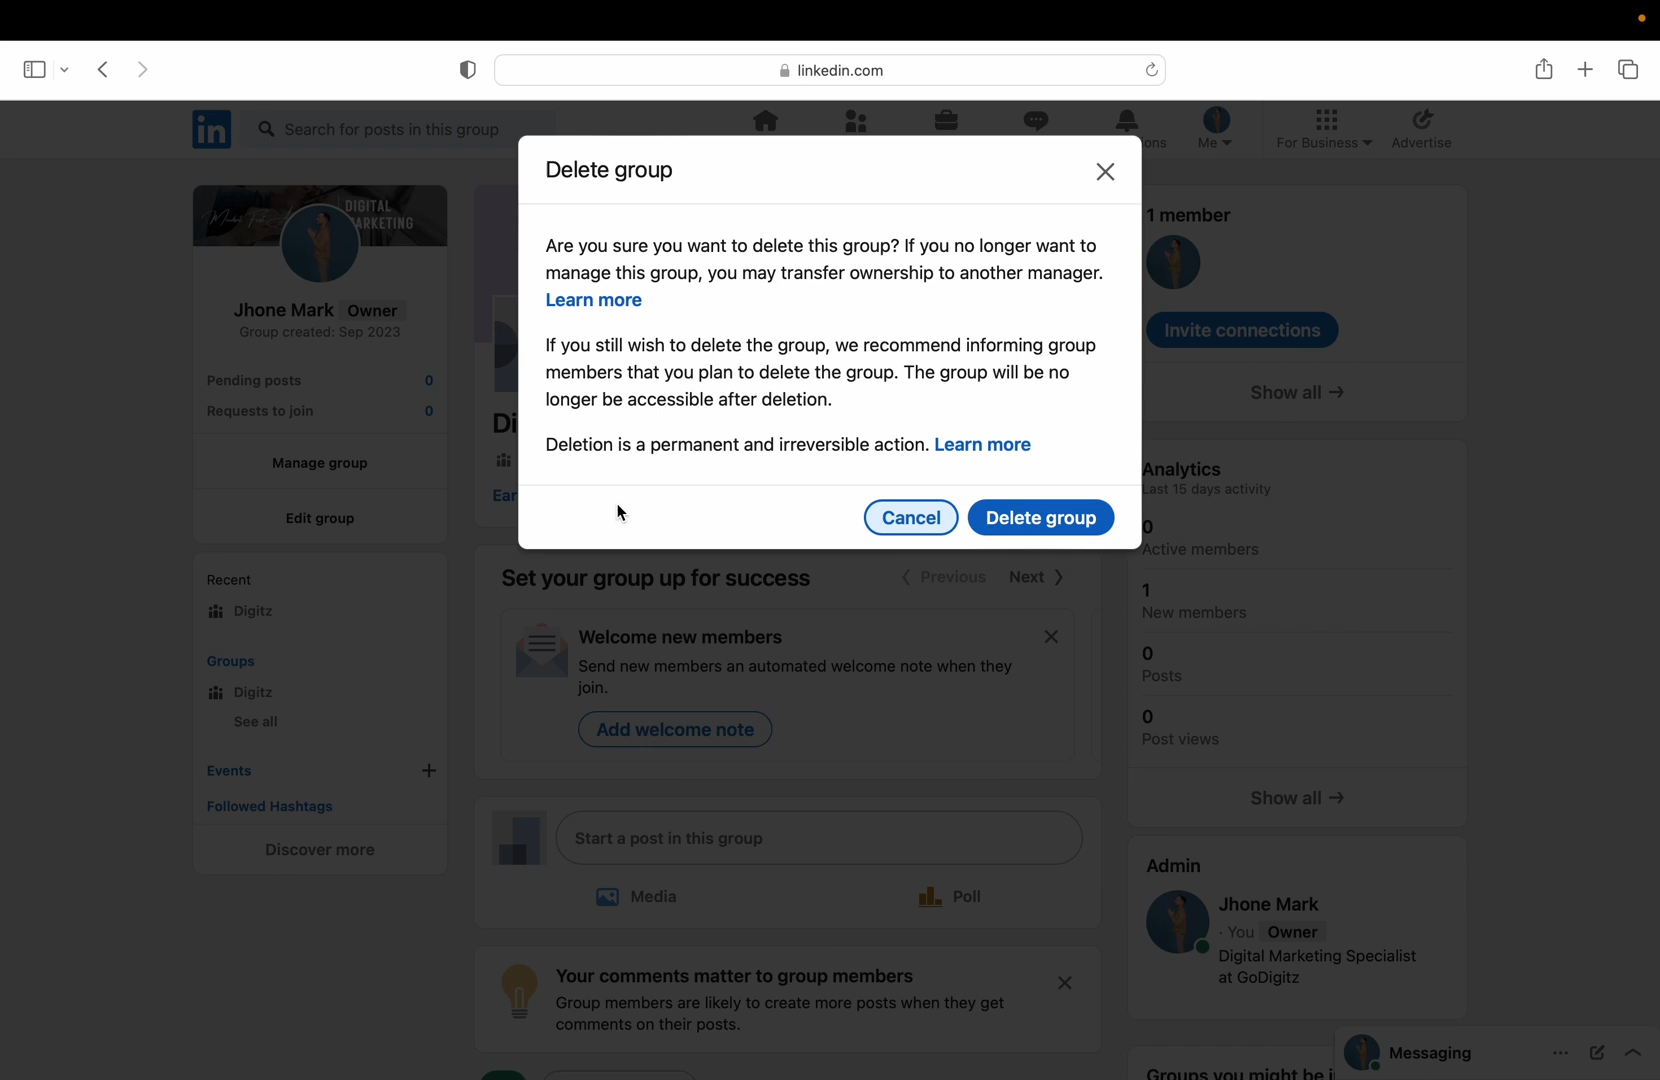 linkedin.com
in
Search for posts in this group
ons
Me
For Business
Advertise
Delete group
Are you sure you want to delete this group? If you no longer want to
manage this group, you may transfer ownership to another manager.
Learn more
If you still wish to delete the group, we recommend informing group
members that you plan to delete the group. The group will be no
longer be accessible after deletion.
Deletion is a permanent and irreversible action. Learn more
Cancel
Delete group
DIGITAL
MARKETING
Jhone Mark Owner
Group created: Sep 2023
Pending posts 0
Requests to join 0
Manage group
Edit group
Recent
Digitz
Groups
Digitz
See all
Events
Followed Hashtags
Discover more
Di
Ear
Set your group up for success
Previous Next
Welcome new members
Send new members an automated welcome note when they
join.
Add welcome note
Start a post in this group
Media
Poll
Your comments matter to group members
Group members are likely to create more posts when they get
comments on their posts.
1 member
Invite connections
Show all →
Analytics
Last 15 days activity
0
Active members
1
New members
0
Posts
0
Post views
Show all →
Admin
Jhone Mark
· You Owner
Digital Marketing Specialist
at GoDigitz
Messaging
Groups you might be i